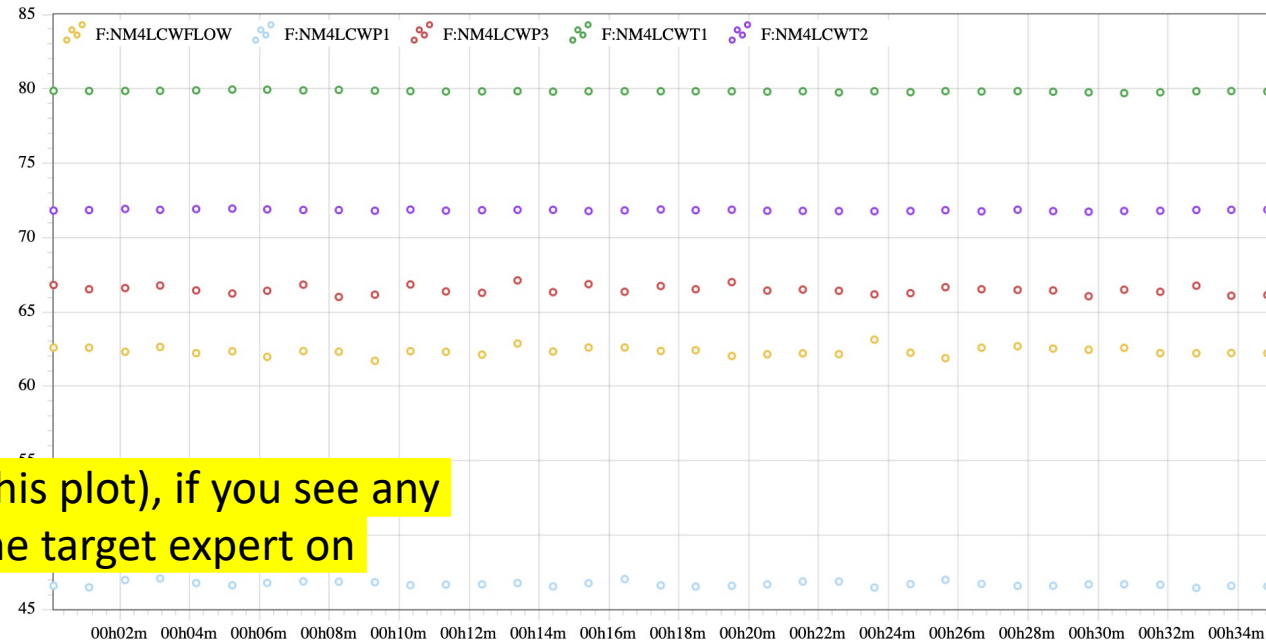 85
F:NM4LCWFLOW F:NM4LCWP1 F:NM4LCWP3 F:NM4LCWT1 F:NM4LCWT2
80
75
70
65
60
55
his plot), if you see any
target expert on
45
00h02m 00h04m 00h06m 00h08m 00h10m 00h12m 00h14m 00h16m 00h18m 00h20m 00h22m 00h24m 00h26m 00h28m 00h30m 00h32m 00h34m